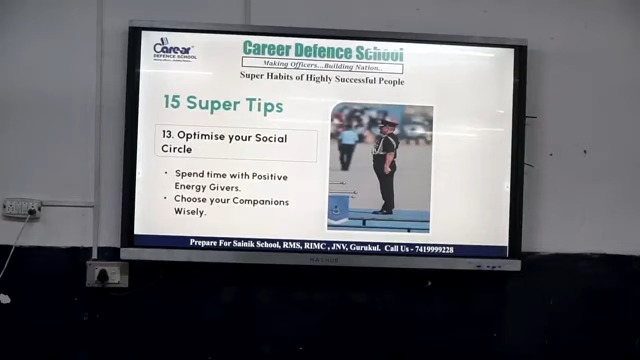 Career
DEFENCE SCHOOL
Career Defence School
Making Officers...Building Nation..
Super Habits of Highly Successful People
15 Super Tips
13. Optimise your Social
Circle
• Spend time with Positive
Energy Givers.
• Choose your Companions
Wisely.
Prepare For Sainik School, RMS, RIMC , JNV, Gurukul. Call Us - 7419999228